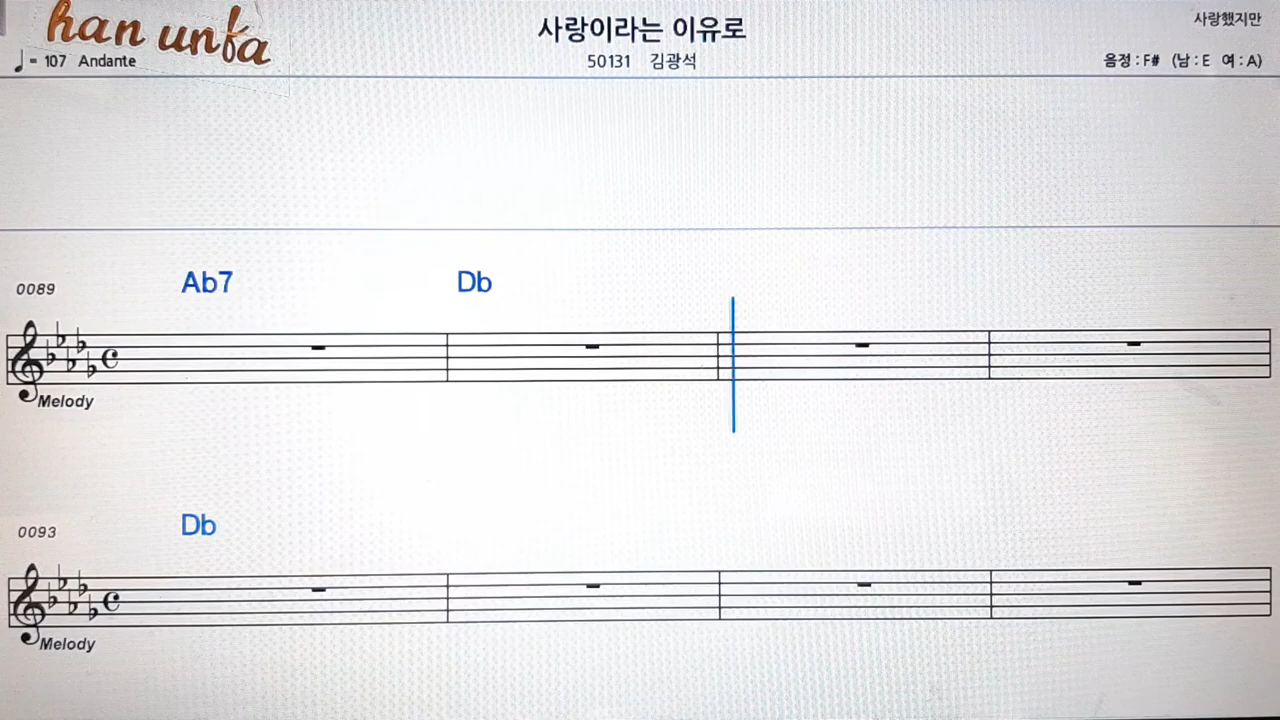 han unfa
사랑이라는 이유로
사랑했지만
♩= 107 Andante
50131 김광석
음정 : F# (남 : E 여 : A)
0089
Ab7 Db
Melody
0093
Db
Melody